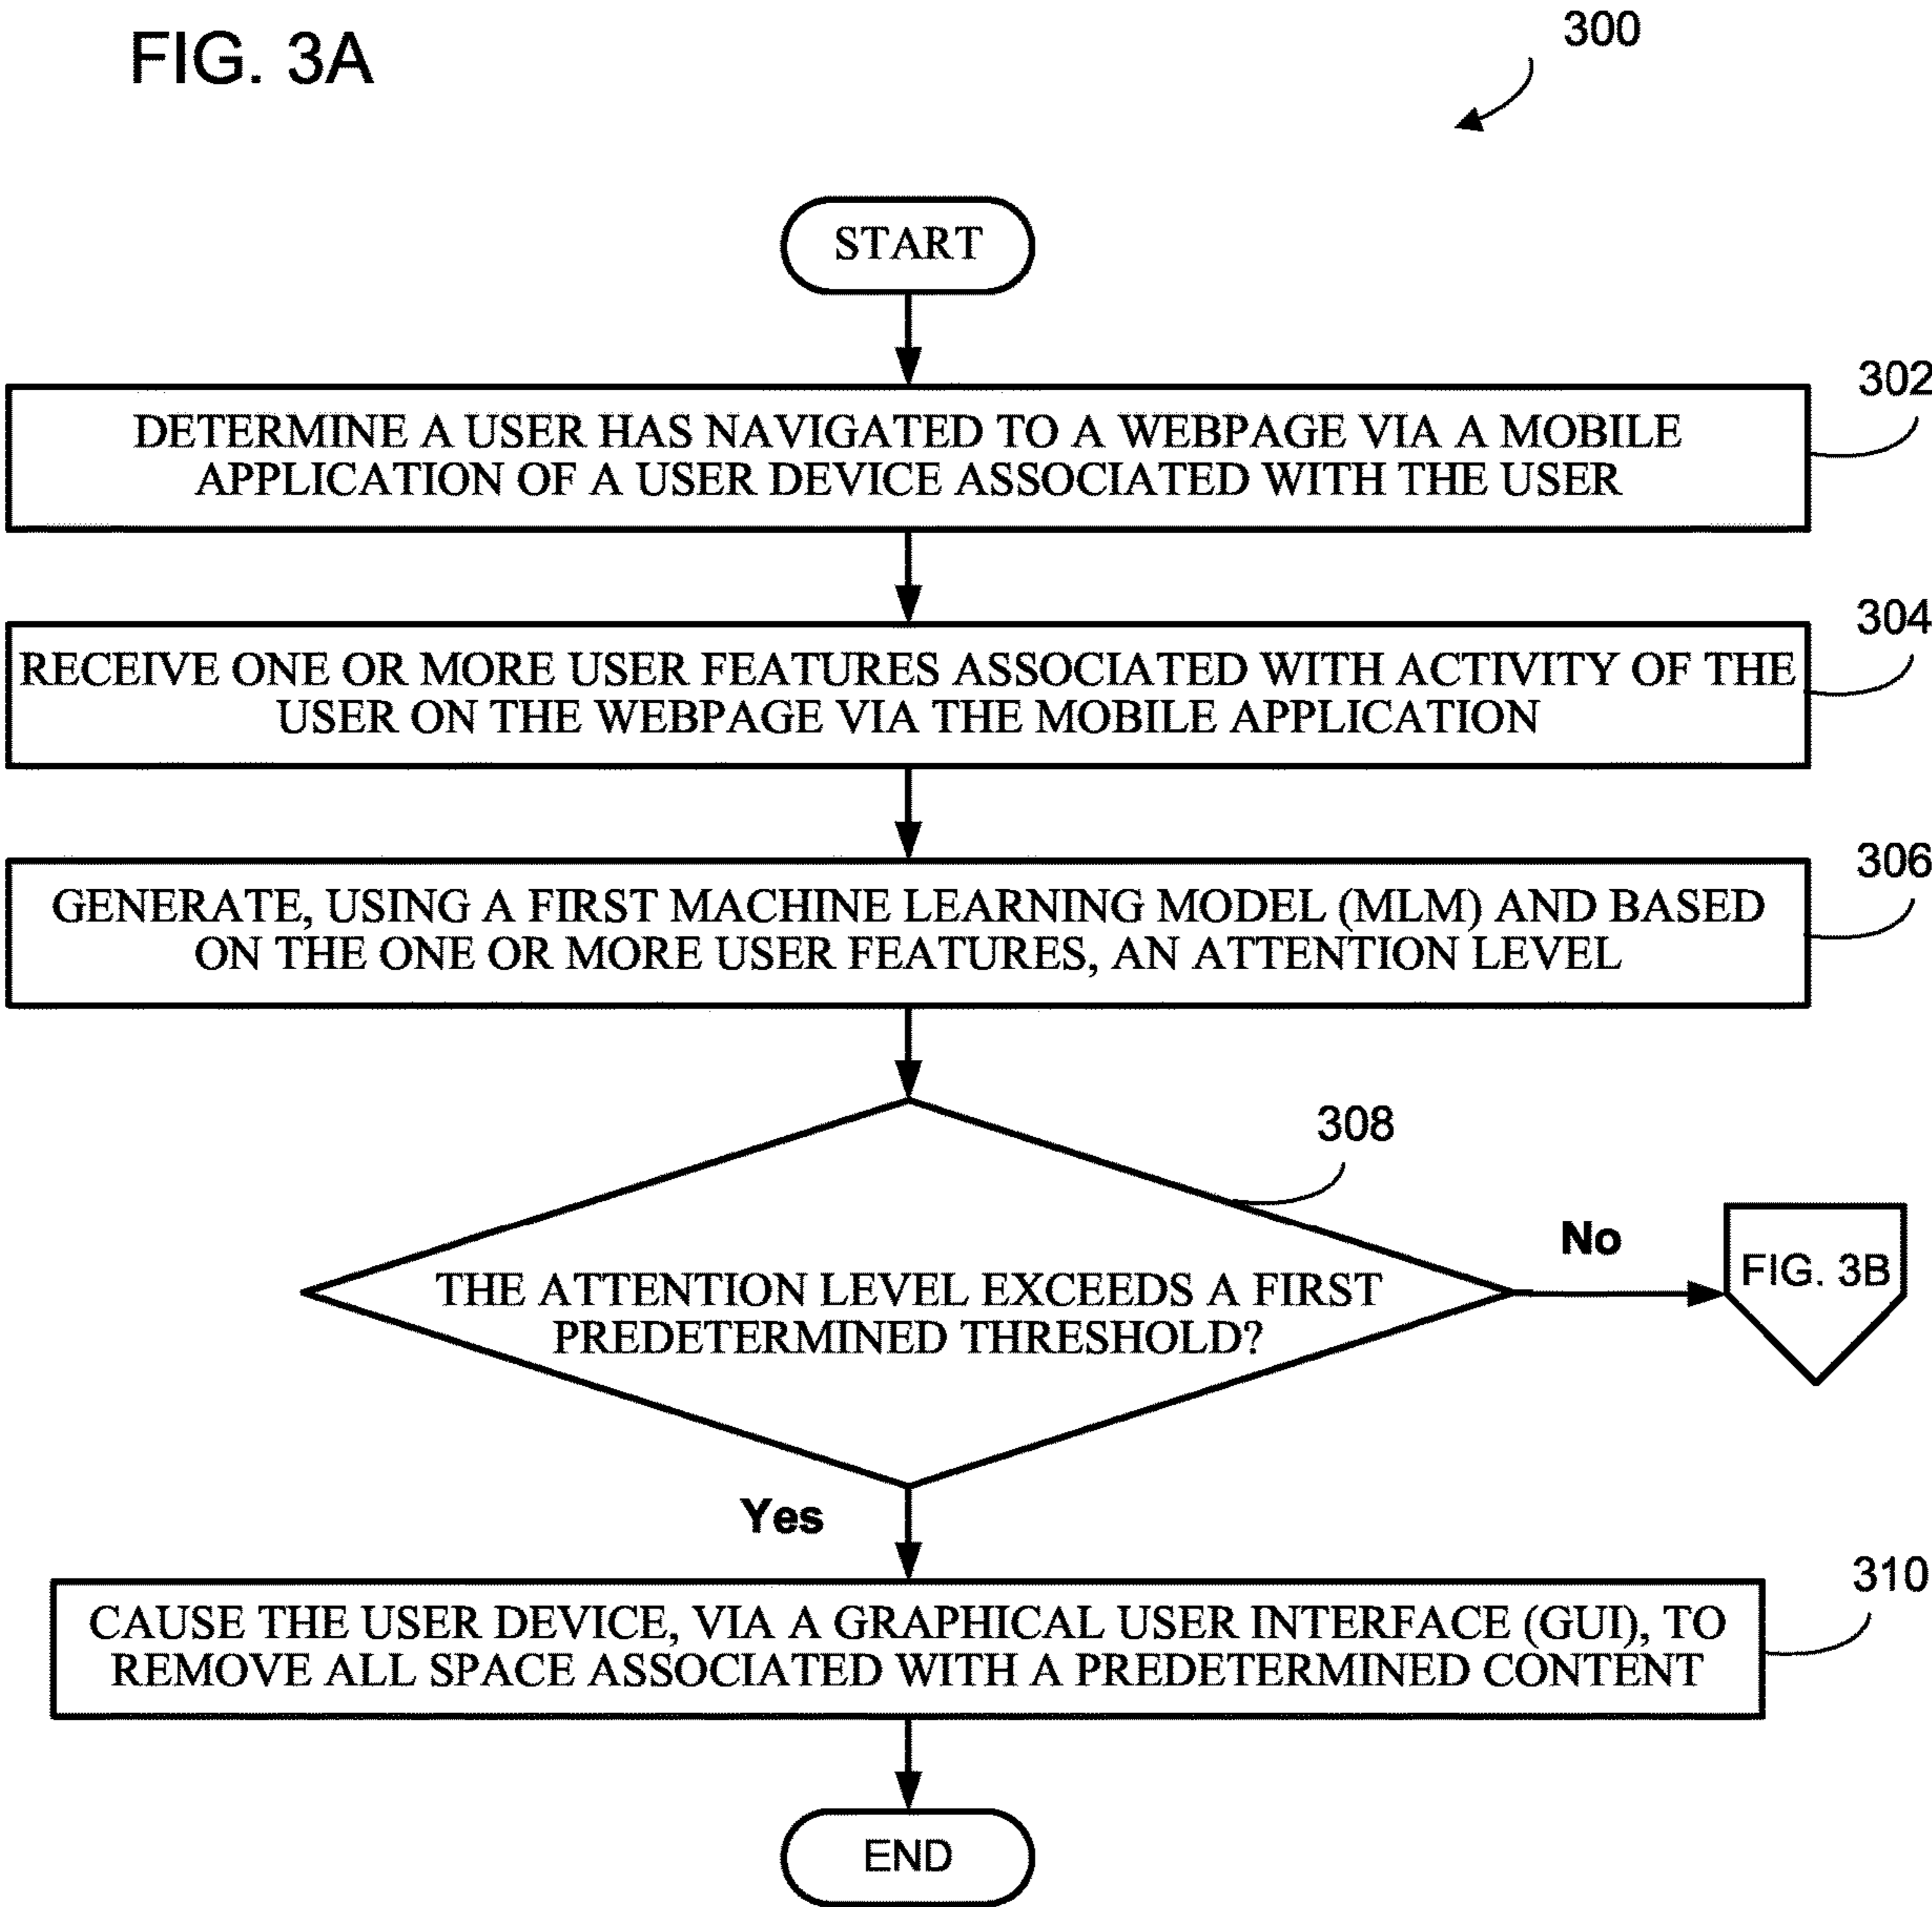 FIG. 3A
300
START
302
DETERMINE A USER HAS NAVIGATED TO A WEBPAGE VIA A MOBILE
APPLICATION OF A USER DEVICE ASSOCIATED WITH THE USER
304
RECEIVE ONE OR MORE USER FEATURES ASSOCIATED WITH ACTIVITY OF THE
USER ON THE WEBPAGE VIA THE MOBILE APPLICATION
306
GENERATE, USING A FIRST MACHINE LEARNING MODEL (MLM) AND BASED
ON THE ONE OR MORE USER FEATURES, AN ATTENTION LEVEL
308
THE ATTENTION LEVEL EXCEEDS A FIRST
PREDETERMINED THRESHOLD?
No
FIG. 3B
Yes
310
CAUSE THE USER DEVICE, VIA A GRAPHICAL USER INTERFACE (GUI), TO
REMOVE ALL SPACE ASSOCIATED WITH A PREDETERMINED CONTENT
END